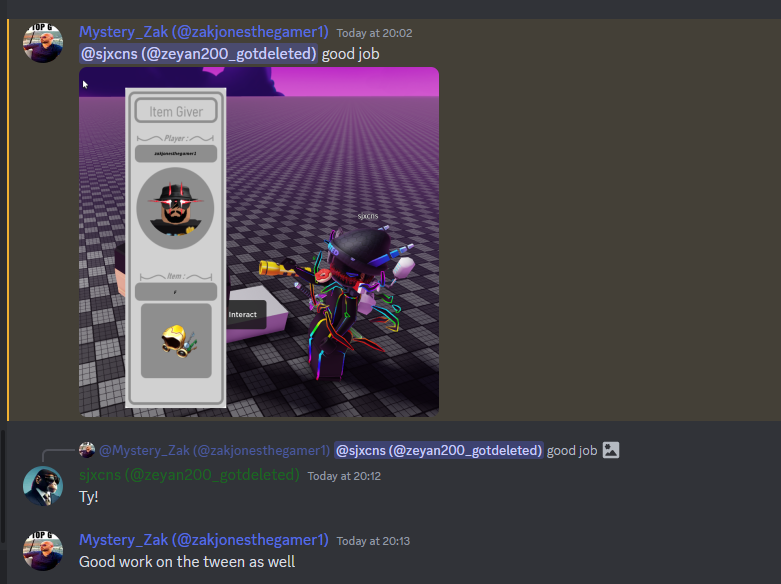 TOP G
Mystery_Zak (@zakjonesthegamer1) Today at 20:02
@sjxcns (@zeyan200_gotdeleted) good job
Item Giver
Player :
zakjonesthegamer1
sjxcns
Item :
Interact
@Mystery_Zak (@zakjonesthegamer1) @sjxcns (@zeyan200_gotdeleted) good job
sjxcns (@zeyan200_gotdeleted) Today at 20:12
Ty!
TOP G
Mystery_Zak (@zakjonesthegamer1) Today at 20:13
Good work on the tween as well